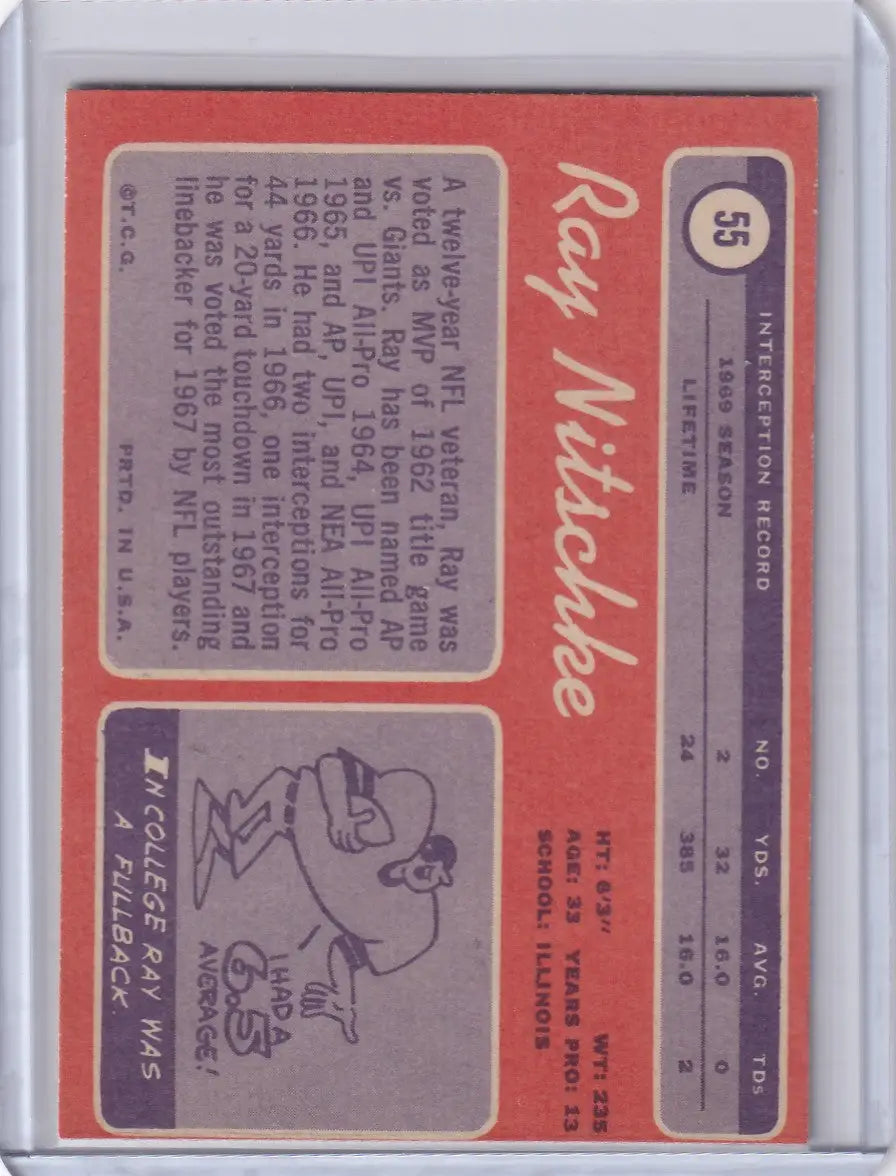 55
INTERCEPTION RECORD NO. YDS. AVG. TDS
1969 SEASON 2 32 16.0 0
LIFETIME 24 385 16.0 2
Ray Nitschke
HT: 6'3" WT: 235
AGE: 33 YEARS PRO: 13
SCHOOL: ILLINOIS
A twelve-year NFL veteran, Ray was
voted as MVP of 1962 title game
vs. Giants. Ray has been named AP
and UPI All-Pro 1964, UPI All-Pro
1965, and AP, UPI, and NEA All-Pro
1966. He had two interceptions for
44 yards in 1966, one interception
for a 20-yard touchdown in 1967 and
he was voted the most outstanding
linebacker for 1967 by NFL players.
©T.C.G. PRTD. IN U.S.A.
I HAD A
6.5
AVERAGE!
IN COLLEGE RAY WAS
A FULLBACK.